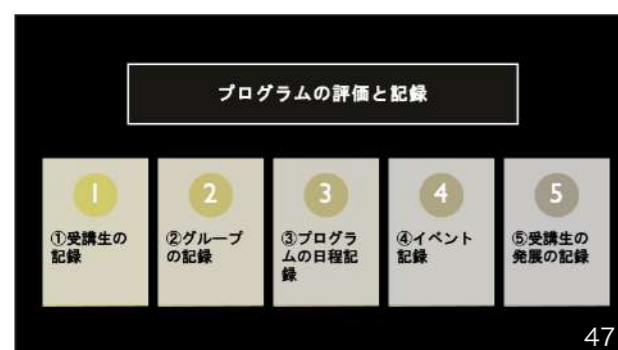 プログラムの評価と記録
1
①受講生の
記録
2
②グループ
の記録
3
③プログラ
ムの日程記
録
4
④イベント
記録
5
⑤受講生の
発展の記録
47